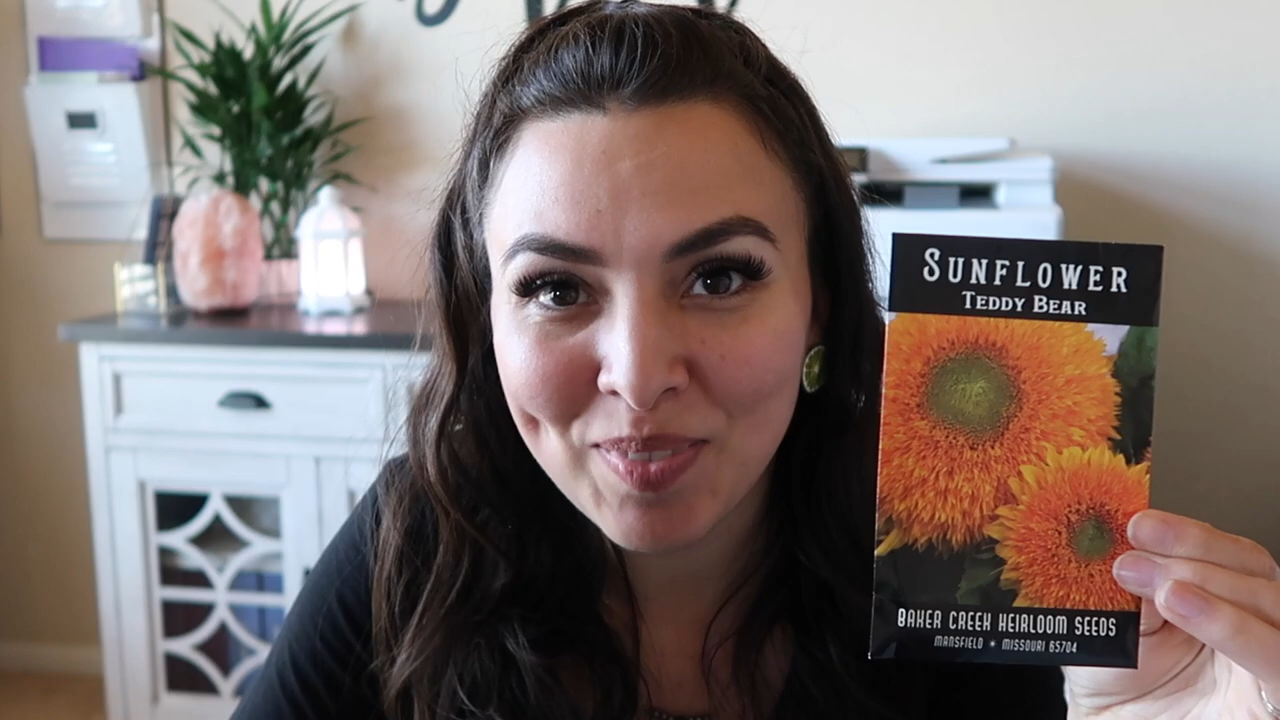 SUNFLOWER
TEDDY BEAR
BAKER CREEK HEIRLOOM SEEDS
MANSFIELD * MISSOURI 65704